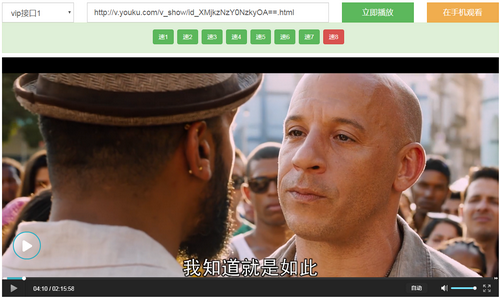 vip接口1 http://v.youku.com/v_show/id_XMjkzNzY0NzkyOA==.html 立即播放 在手机观看
速1 速2 速3 速4 速5 速6 速7 速8
我知道就是如此
04:10 / 02:15:58 自动